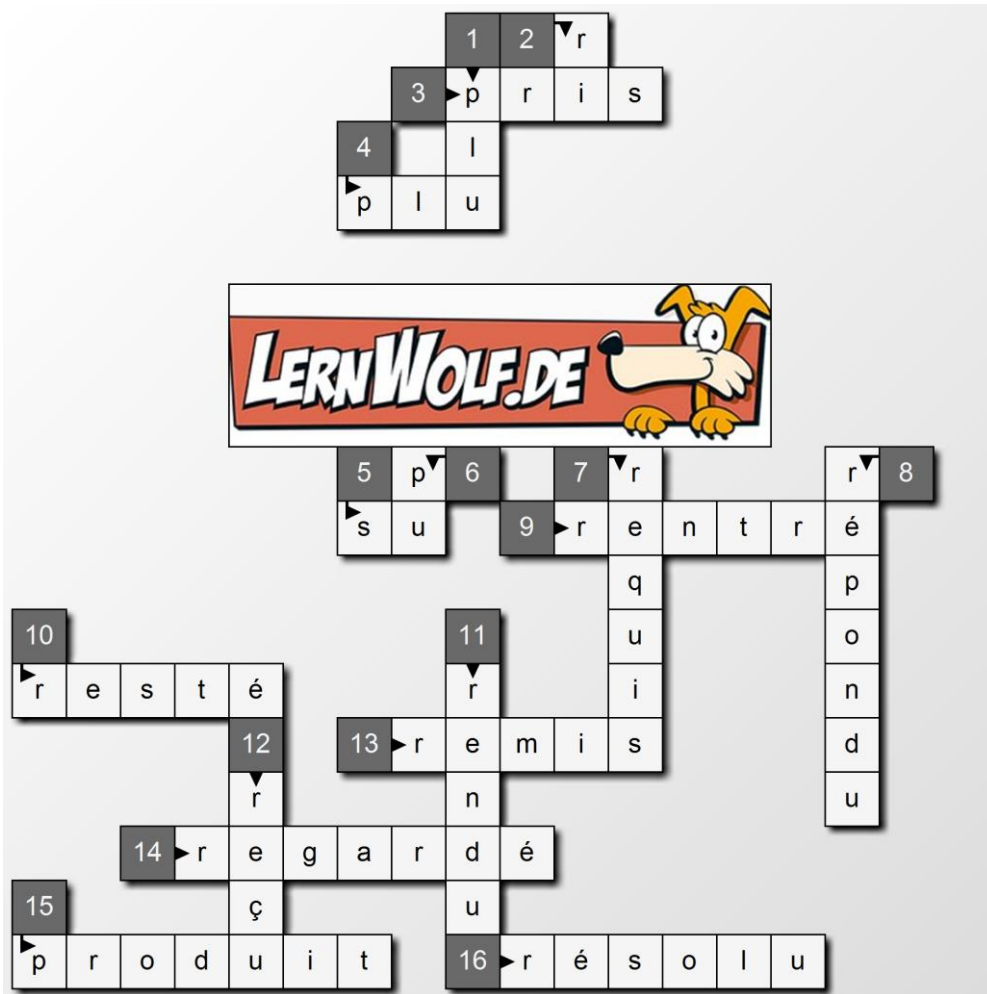 1 2 r
3 p r i s
4 l
p l u
LERNWOLF.DE
5 p 6 7 r r 8
s u 9 r e n t r é
q p
10 11 u o
r e s t é r i n
12 13 r e m i s d
r n u
14 r e g a r d é
15 ç u
p r o d u i t 16 r é s o l u